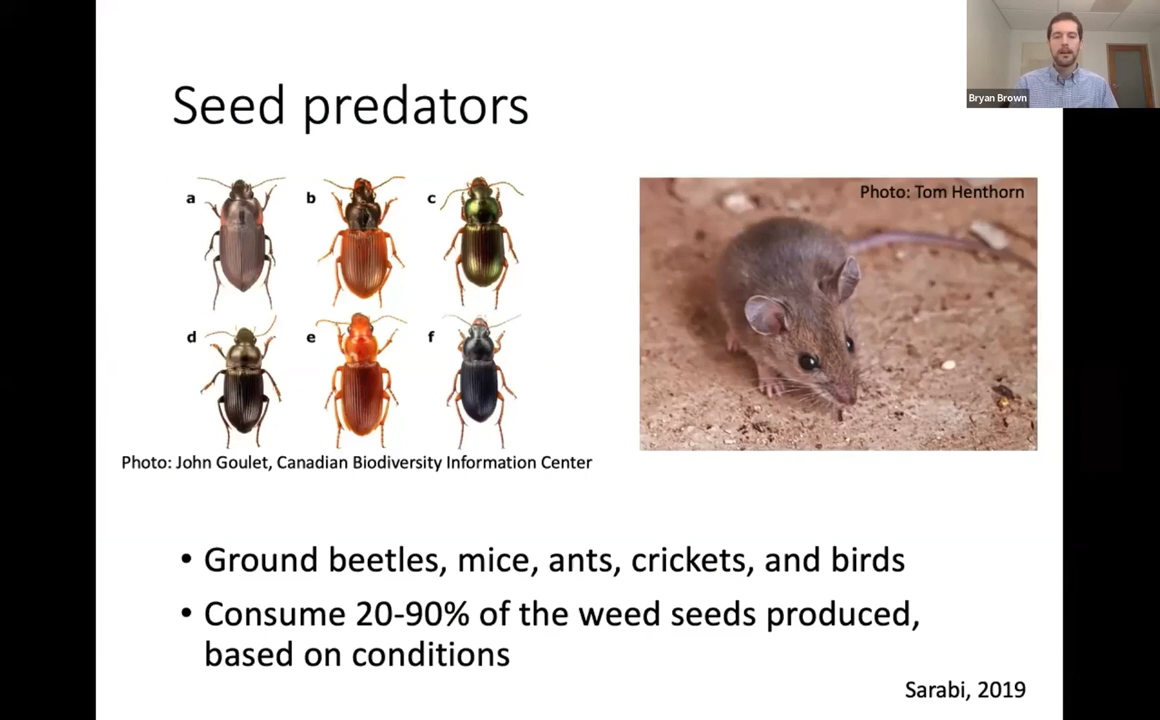 Bryan Brown
Seed predators
Photo: Tom Henthorn
a
b
c
d
e
f
Photo: John Goulet, Canadian Biodiversity Information Center
• Ground beetles, mice, ants, crickets, and birds
• Consume 20-90% of the weed seeds produced,
based on conditions
Sarabi, 2019